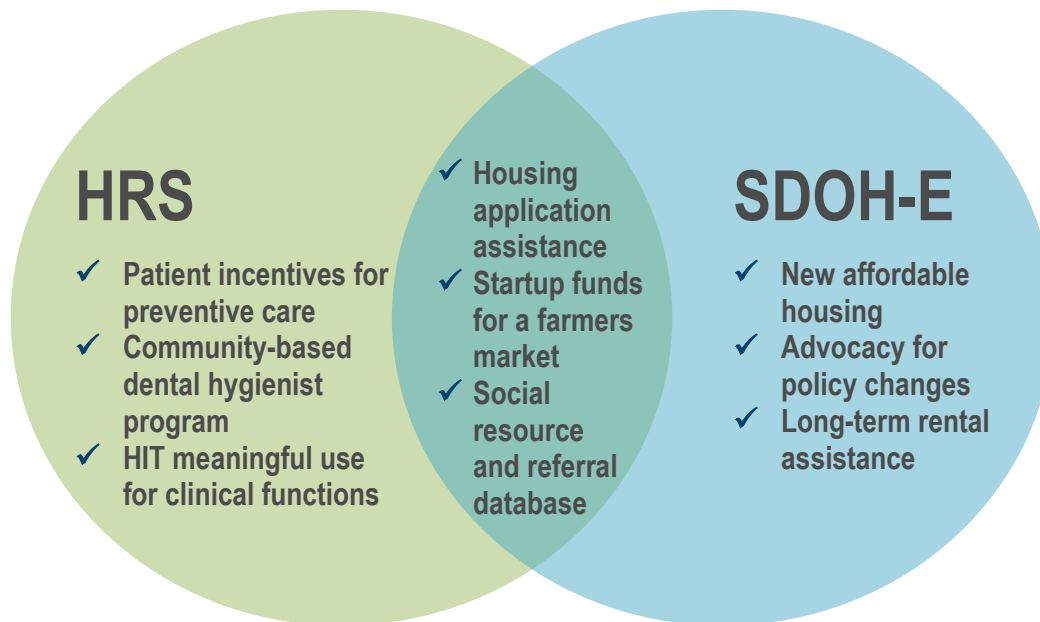 HRS
✓ Patient incentives for
preventive care
✓ Community-based
dental hygienist
program
✓ HIT meaningful use
for clinical functions
✓ Housing
application
assistance
✓ Startup funds
for a farmers
market
✓ Social
resource
and referral
database
SDOH-E
✓ New affordable
housing
✓ Advocacy for
policy changes
✓ Long-term rental
assistance